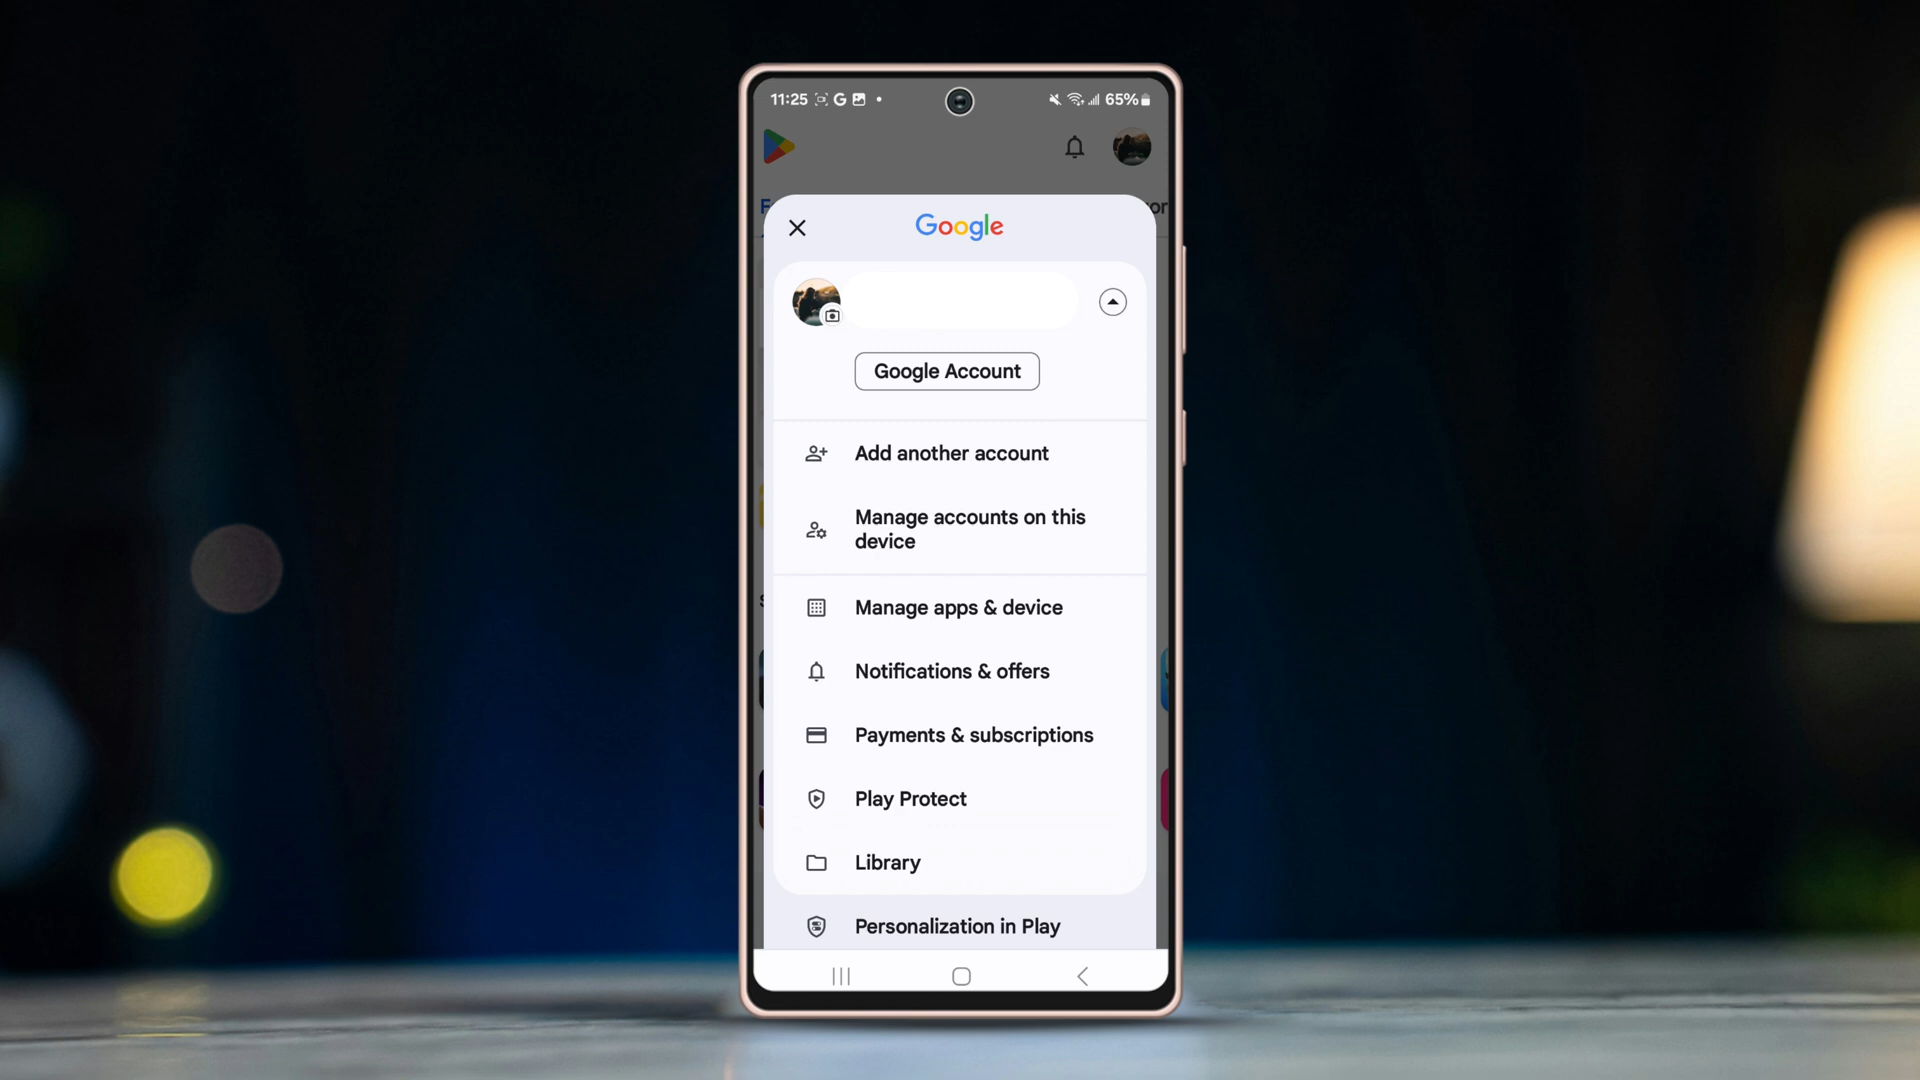 11:25 G 65%
F or
Google
Google Account
Add another account
Manage accounts on this
device
Manage apps & device
Notifications & offers
S
Payments & subscriptions
Play Protect
Library
Personalization in Play